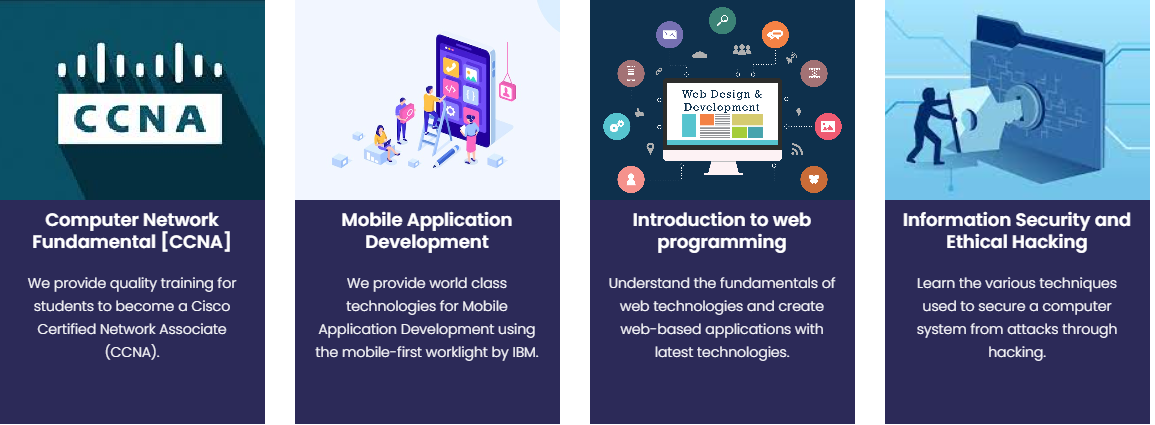 CCNA
Computer Network
Fundamental [CCNA]
We provide quality training for
students to become a Cisco
Certified Network Associate
(CCNA).
Mobile Application
Development
We provide world class
technologies for Mobile
Application Development using
the mobile-first worklight by IBM.
Web Design &
Development
Introduction to web
programming
Understand the fundamentals of
web technologies and create
web-based applications with
latest technologies.
Information Security and
Ethical Hacking
Learn the various techniques
used to secure a computer
system from attacks through
hacking.